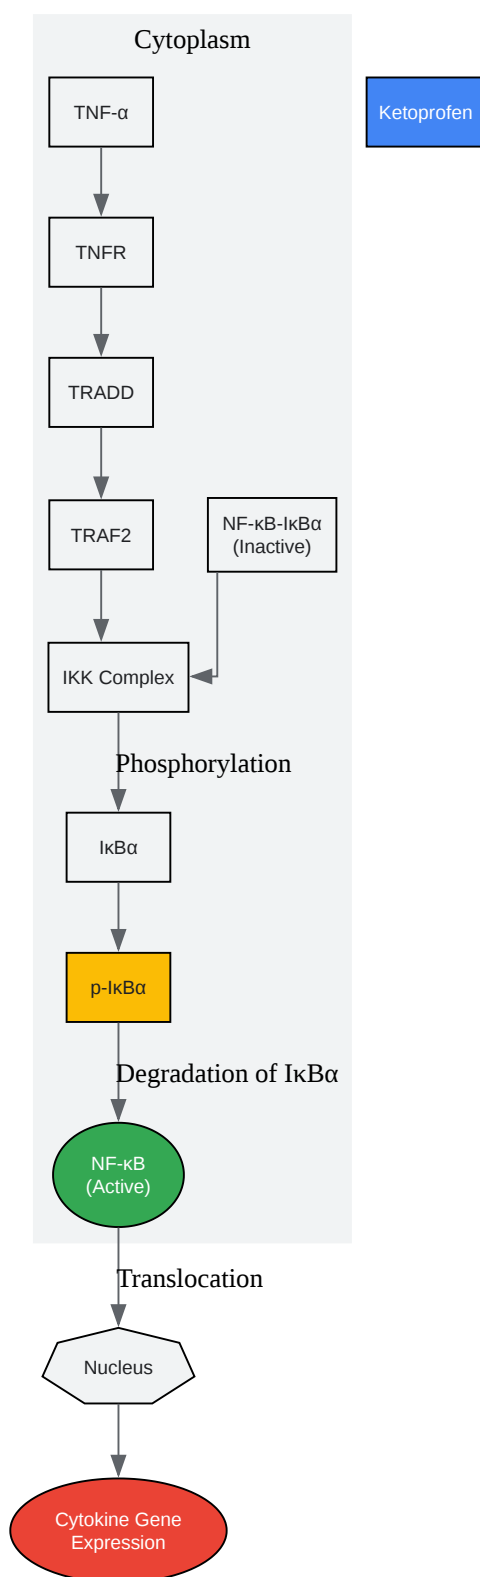 Cytoplasm
TNF-α
Ketoprofen
TNFR
TRADD
TRAF2
NF-κB-IκBα
(Inactive)
IKK Complex
Phosphorylation
IκBα
p-IκBα
Degradation of IκBα
NF-κB
(Active)
Translocation
Nucleus
Cytokine Gene
Expression